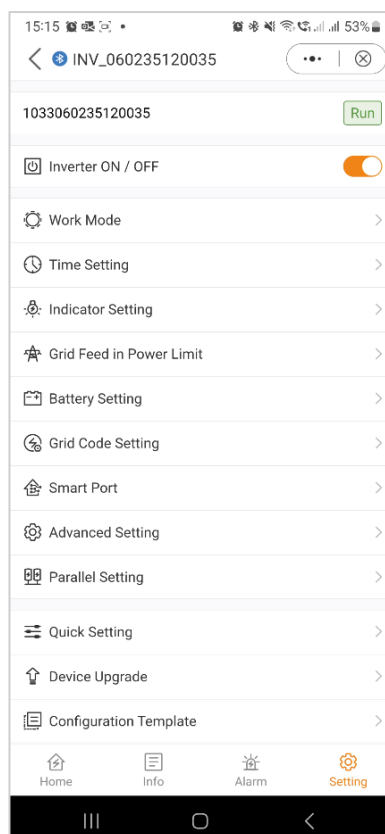 15:15 53%
INV_060235120035
1033060235120035 Run
Inverter ON / OFF
Work Mode
Time Setting
Indicator Setting
Grid Feed in Power Limit
Battery Setting
Grid Code Setting
Smart Port
Advanced Setting
Parallel Setting
Quick Setting
Device Upgrade
Configuration Template
Home Info Alarm Setting